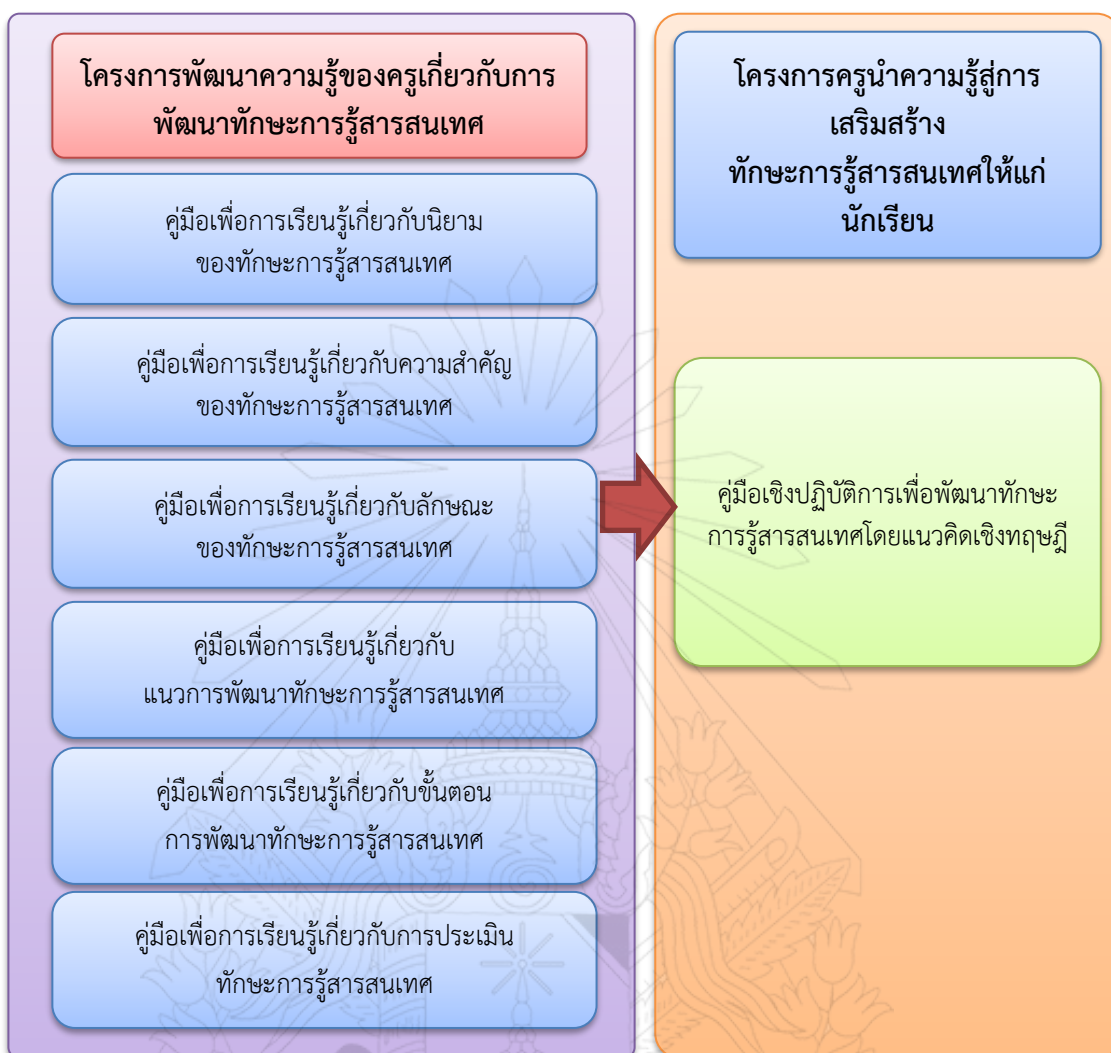 โครงการพัฒนาความรู้ของครูเกี่ยวกับการ
พัฒนาทักษะการรู้สารสนเทศ
คู่มือเพื่อการเรียนรู้เกี่ยวกับนิยาม
ของทักษะการรู้สารสนเทศ
คู่มือเพื่อการเรียนรู้เกี่ยวกับความสำคัญ
ของทักษะการรู้สารสนเทศ
คู่มือเพื่อการเรียนรู้เกี่ยวกับลักษณะ
ของทักษะการรู้สารสนเทศ
คู่มือเพื่อการเรียนรู้เกี่ยวกับ
แนวการพัฒนาทักษะการรู้สารสนเทศ
คู่มือเพื่อการเรียนรู้เกี่ยวกับขั้นตอน
การพัฒนาทักษะการรู้สารสนเทศ
คู่มือเพื่อการเรียนรู้เกี่ยวกับการประเมิน
ทักษะการรู้สารสนเทศ
โครงการครูนำความรู้สู่การ
เสริมสร้าง
ทักษะการรู้สารสนเทศให้แก่
นักเรียน
คู่มือเชิงปฏิบัติการเพื่อพัฒนาทักษะ
การรู้สารสนเทศโดยแนวคิดเชิงทฤษฎี